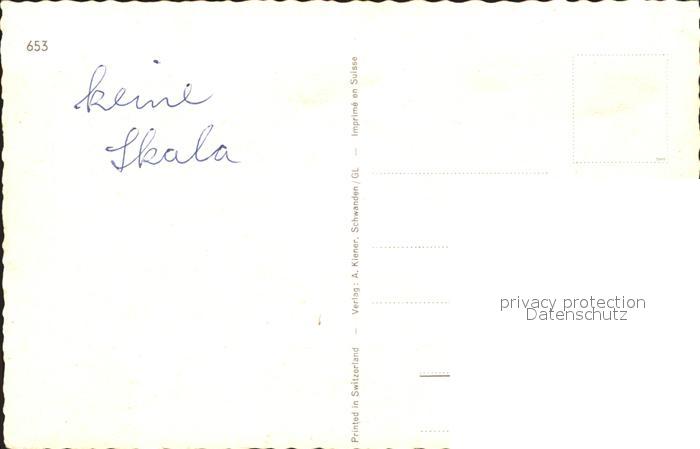 653
keine
Skala
Printed in Switzerland — Verlag: A. Kiener, Schwanden/GL — Imprimé en Suisse
privacy protection
Datenschutz